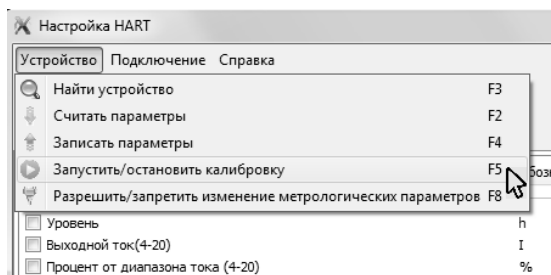 Настройка HART
Устройство Подключение Справка
Найти устройство F3
Считать параметры F2
Записать параметры F4
Запустить/остановить калибровку F5
Разрешить/запретить изменение метрологических параметров F8
Уровень h
Выходной ток(4-20) I
Процент от диапазона тока (4-20) %